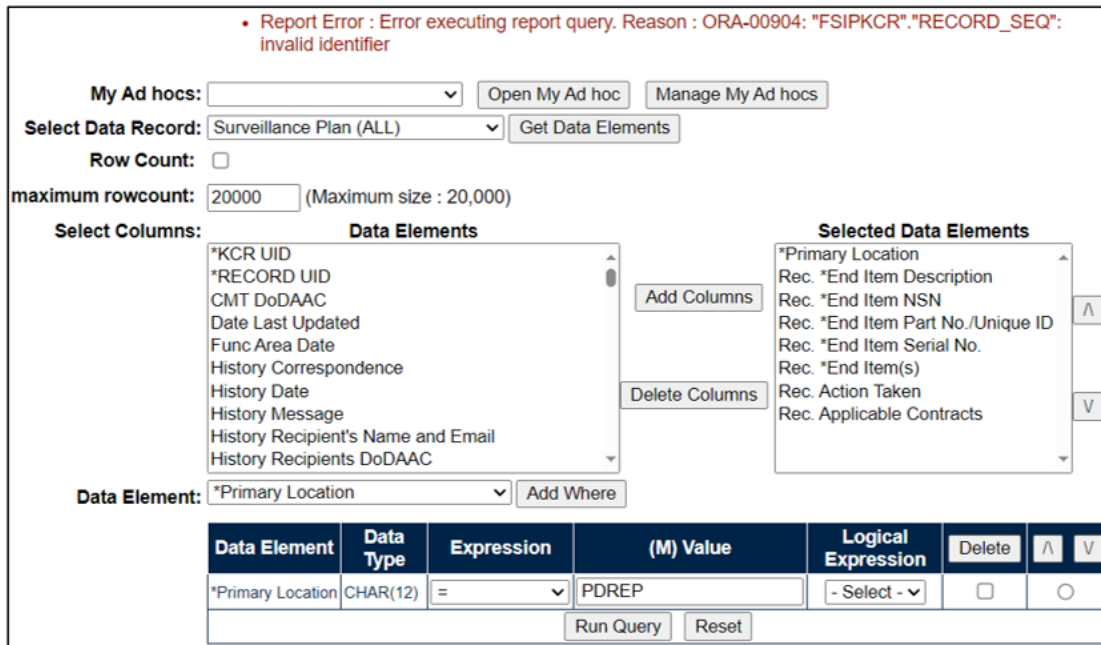 • Report Error : Error executing report query. Reason : ORA-00904: "FSIPKCR"."RECORD_SEQ":
invalid identifier
My Ad hocs: Open My Ad hoc Manage My Ad hocs
Select Data Record: Surveillance Plan (ALL) Get Data Elements
Row Count:
maximum rowcount: 20000 (Maximum size : 20,000)
Select Columns: Data Elements Selected Data Elements
*KCR UID
*RECORD UID
CMT DoDAAC
Date Last Updated
Func Area Date
History Correspondence
History Date
History Message
History Recipient's Name and Email
History Recipients DoDAAC
Add Columns
Delete Columns
*Primary Location
Rec. *End Item Description
Rec. *End Item NSN
Rec. *End Item Part No./Unique ID
Rec. *End Item Serial No.
Rec. *End Item(s)
Rec. Action Taken
Rec. Applicable Contracts
/\
\/
Data Element: *Primary Location Add Where
Data Element Data Type Expression (M) Value Logical Expression Delete /\ \/
*Primary Location CHAR(12) = PDREP - Select -
Run Query Reset